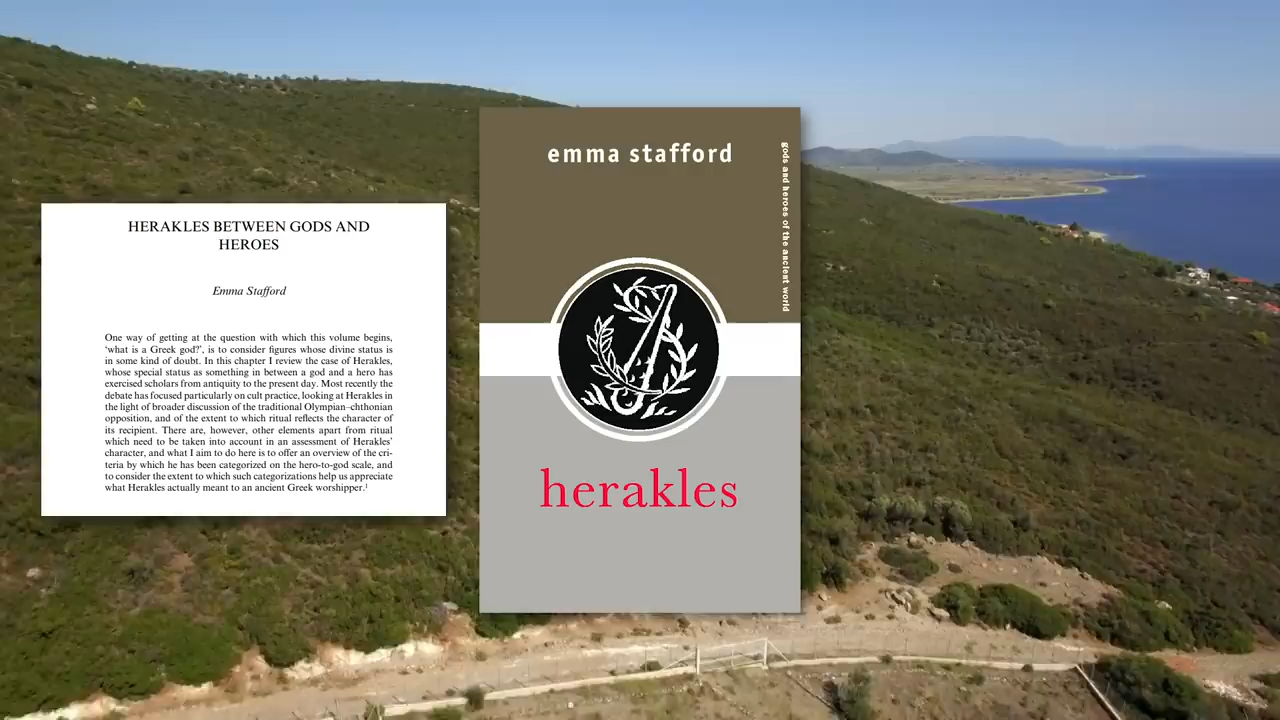 HERAKLES BETWEEN GODS AND
HEROES
Emma Stafford
One way of getting at the question with which this volume begins,
‘what is a Greek god?’, is to consider figures whose divine status is
in some kind of doubt. In this chapter I review the case of Herakles,
whose special status as something in between a god and a hero has
exercised scholars from antiquity to the present day. Most recently the
debate has focused particularly on cult practice, looking at Herakles in
the light of broader discussion of the traditional Olympian–chthonian
opposition, and of the extent to which ritual reflects the character of
its recipient. There are, however, other elements apart from ritual
which need to be taken into account in an assessment of Herakles’
character, and what I aim to do here is to offer an overview of the cri-
teria by which he has been categorized on the hero-to-god scale, and
to consider the extent to which such categorizations help us appreciate
what Herakles actually meant to an ancient Greek worshipper.¹
emma stafford
gods and heroes of the ancient world
herakles